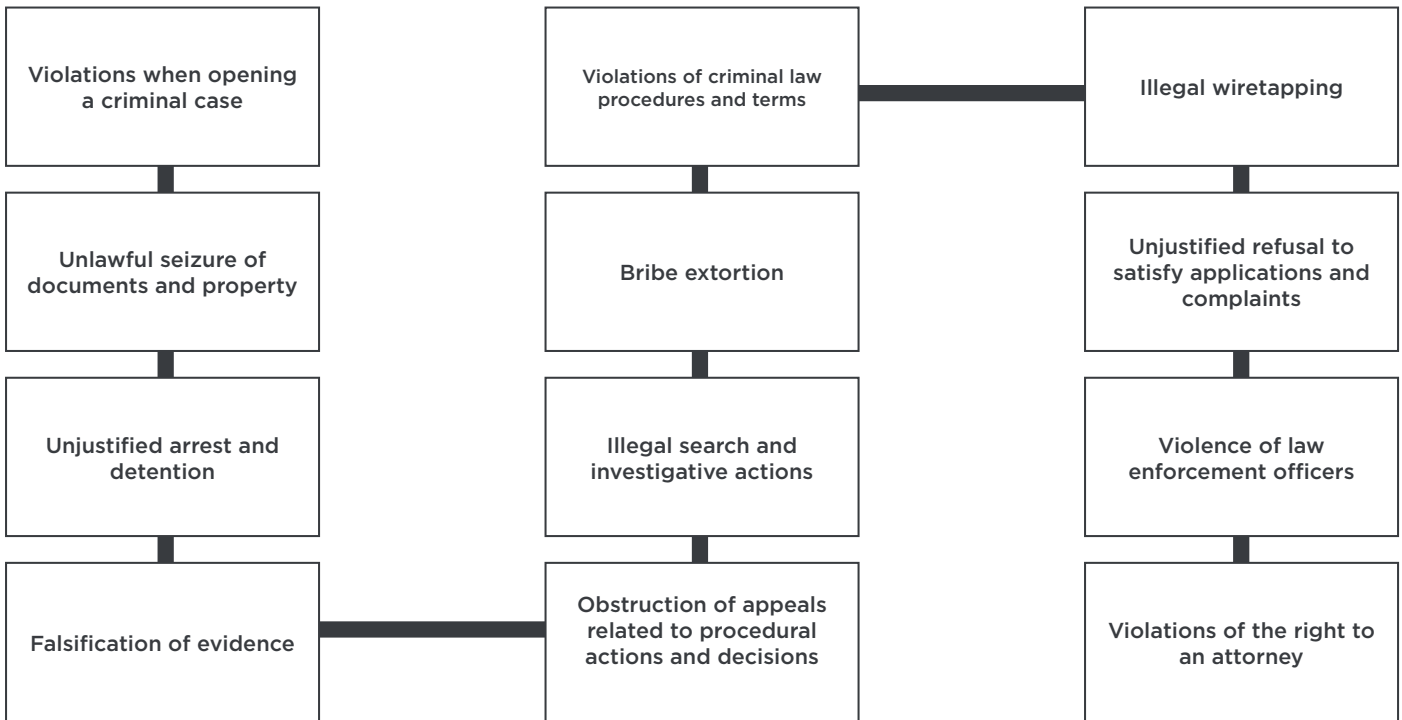 Violations when opening
a criminal case
Unlawful seizure of
documents and property
Unjustified arrest and
detention
Falsification of evidence
Obstruction of appeals
related to procedural
actions and decisions
Illegal search and
investigative actions
Bribe extortion
Violations of criminal law
procedures and terms
Illegal wiretapping
Unjustified refusal to
satisfy applications and
complaints
Violence of law
enforcement officers
Violations of the right to
an attorney